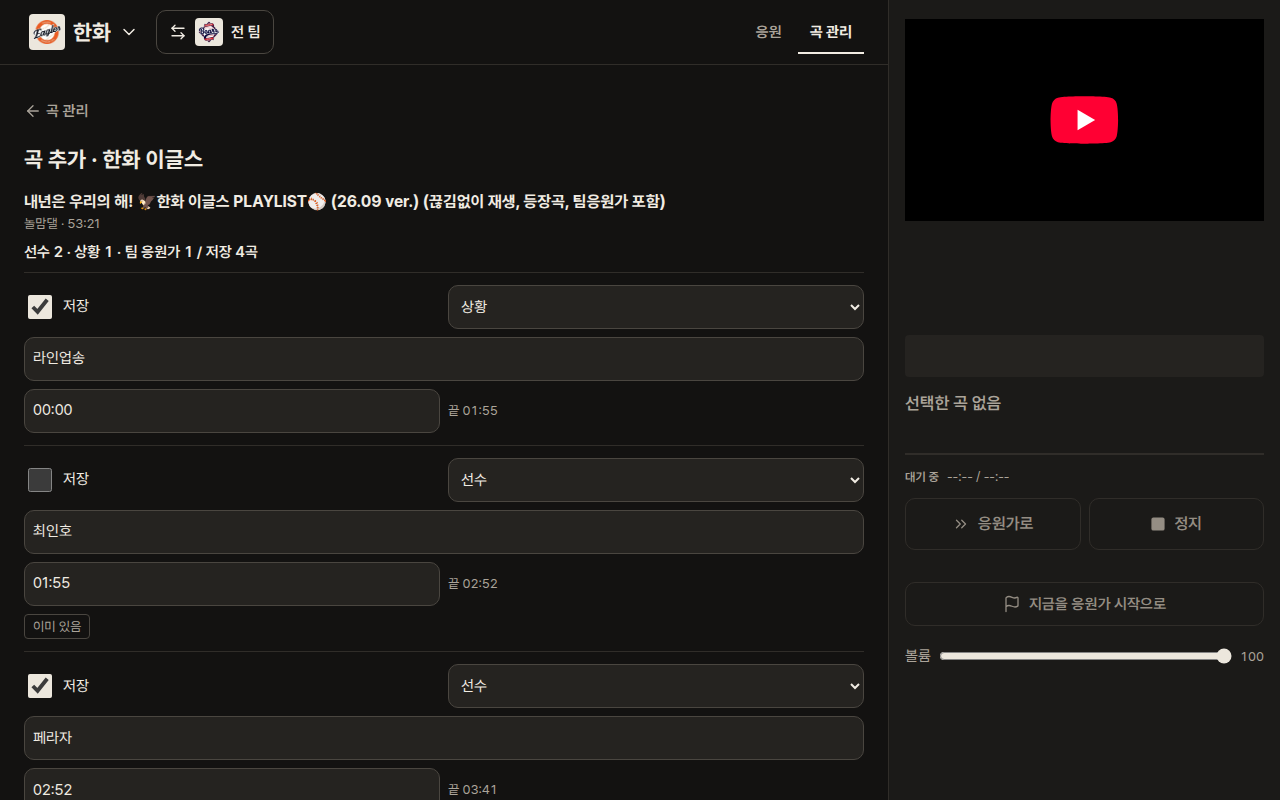 Eagles 한화
전 팀
응원
곡 관리
곡 관리
곡 추가 · 한화 이글스
내년은 우리의 해! 🦅한화 이글스 PLAYLIST⚾ (26.09 ver.) (끊김없이 재생, 등장곡, 팀응원가 포함)
놀맘댈 · 53:21
선수 2 · 상황 1 · 팀 응원가 1 / 저장 4곡
저장
상황
라인업송
00:00
끝 01:55
저장
선수
최인호
01:55
끝 02:52
이미 있음
저장
선수
페라자
02:52
끝 03:41
선택한 곡 없음
대기 중 --:-- / --:--
응원가로
정지
지금을 응원가 시작으로
볼륨
100